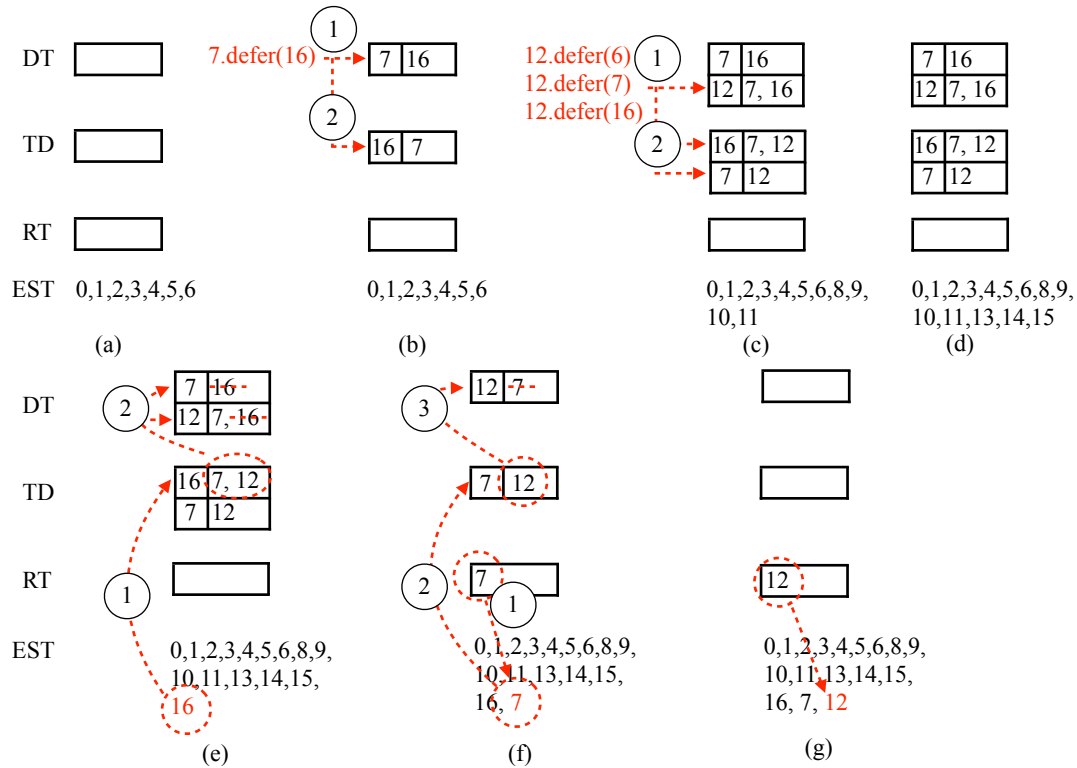 1
7.defer(16)
2
DT
7 16
TD
16 7
RT
EST
0,1,2,3,4,5,6
(a)
0,1,2,3,4,5,6
(b)
12.defer(6)
12.defer(7)
12.defer(16)
1
2
7 16
12 7, 16
16 7, 12
7 12
0,1,2,3,4,5,6,8,9,
10,11
(c)
7 16
12 7, 16
16 7, 12
7 12
0,1,2,3,4,5,6,8,9,
10,11,13,14,15
(d)
DT
2
7 16
12 7, 16
TD
16 7, 12
7 12
RT
1
EST
0,1,2,3,4,5,6,8,9,
10,11,13,14,15,
16
(e)
3
12 7
7 12
2
7
1
0,1,2,3,4,5,6,8,9,
10,11,13,14,15,
16, 7
(f)
12
0,1,2,3,4,5,6,8,9,
10,11,13,14,15,
16, 7, 12
(g)